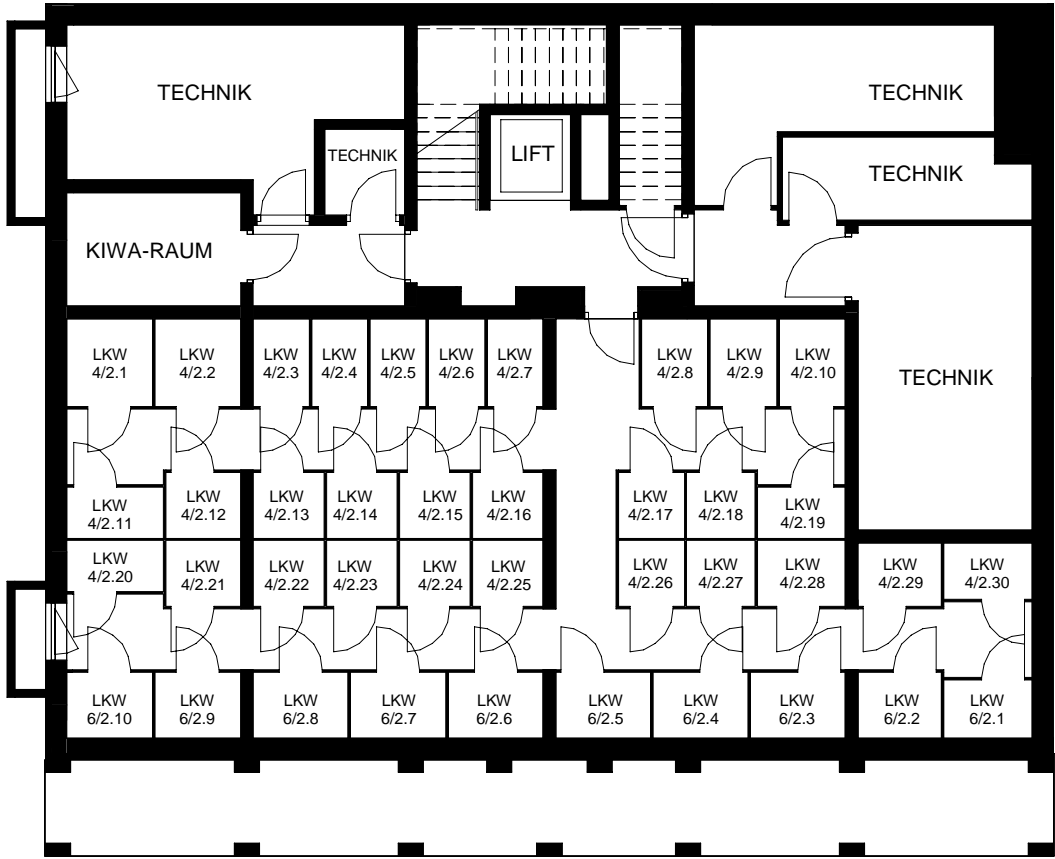 TECHNIK
TECHNIK
LIFT
TECHNIK
TECHNIK
KIWA-RAUM
TECHNIK
LKW
4/2.1
LKW
4/2.2
LKW
4/2.3
LKW
4/2.4
LKW
4/2.5
LKW
4/2.6
LKW
4/2.7
LKW
4/2.8
LKW
4/2.9
LKW
4/2.10
LKW
4/2.11
LKW
4/2.12
LKW
4/2.13
LKW
4/2.14
LKW
4/2.15
LKW
4/2.16
LKW
4/2.17
LKW
4/2.18
LKW
4/2.19
LKW
4/2.20
LKW
4/2.21
LKW
4/2.22
LKW
4/2.23
LKW
4/2.24
LKW
4/2.25
LKW
4/2.26
LKW
4/2.27
LKW
4/2.28
LKW
4/2.29
LKW
4/2.30
LKW
6/2.10
LKW
6/2.9
LKW
6/2.8
LKW
6/2.7
LKW
6/2.6
LKW
6/2.5
LKW
6/2.4
LKW
6/2.3
LKW
6/2.2
LKW
6/2.1